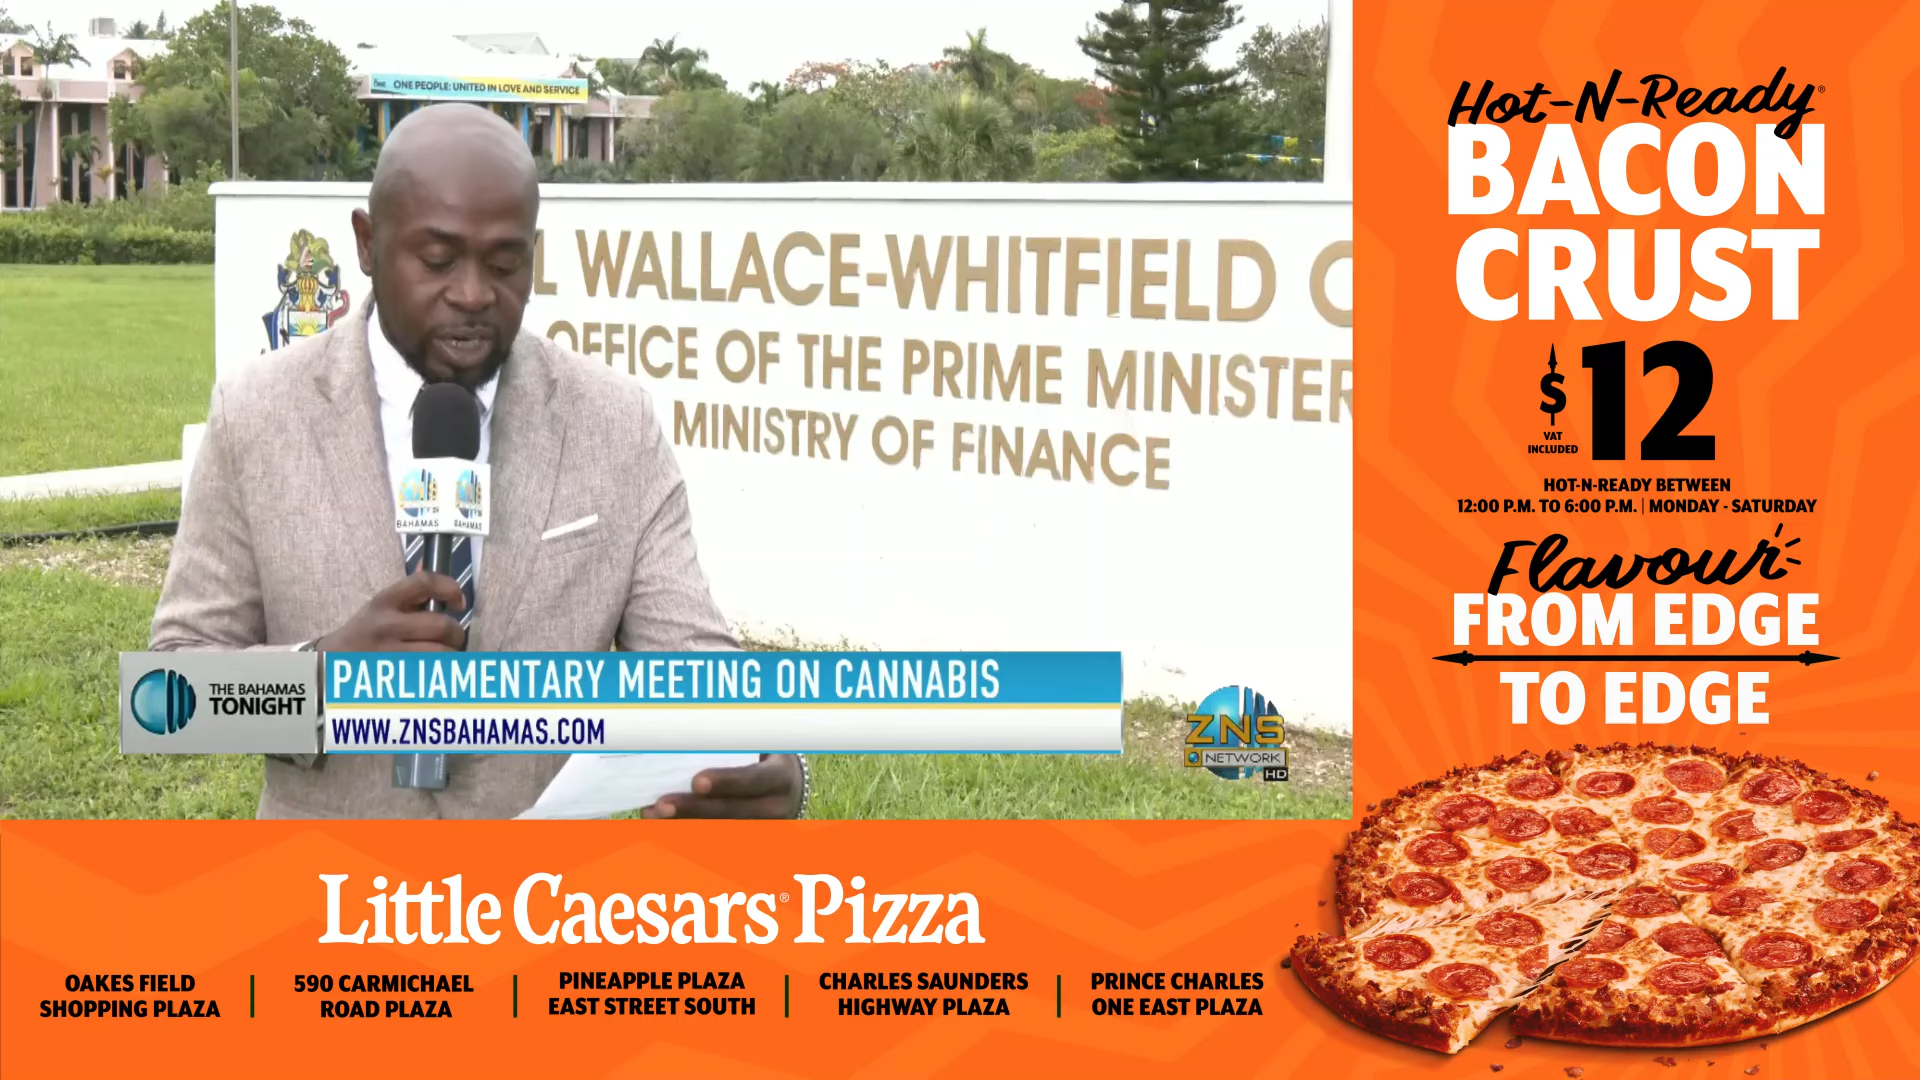 ONE PEOPLE: UNITED IN LOVE AND SERVICE
L WALLACE-WHITFIELD C
OFFICE OF THE PRIME MINISTER
MINISTRY OF FINANCE
BAHAMAS
BAHAMAS
THE BAHAMAS
TONIGHT
PARLIAMENTARY MEETING ON CANNABIS
WWW.ZNSBAHAMAS.COM
ZNS
NETWORK
HD
Hot-N-Ready®
BACON
CRUST
$12
VAT
INCLUDED
HOT-N-READY BETWEEN
12:00 P.M. TO 6:00 P.M. | MONDAY - SATURDAY
Flavour
FROM EDGE
TO EDGE
Little Caesars® Pizza
OAKES FIELD
SHOPPING PLAZA
590 CARMICHAEL
ROAD PLAZA
PINEAPPLE PLAZA
EAST STREET SOUTH
CHARLES SAUNDERS
HIGHWAY PLAZA
PRINCE CHARLES
ONE EAST PLAZA